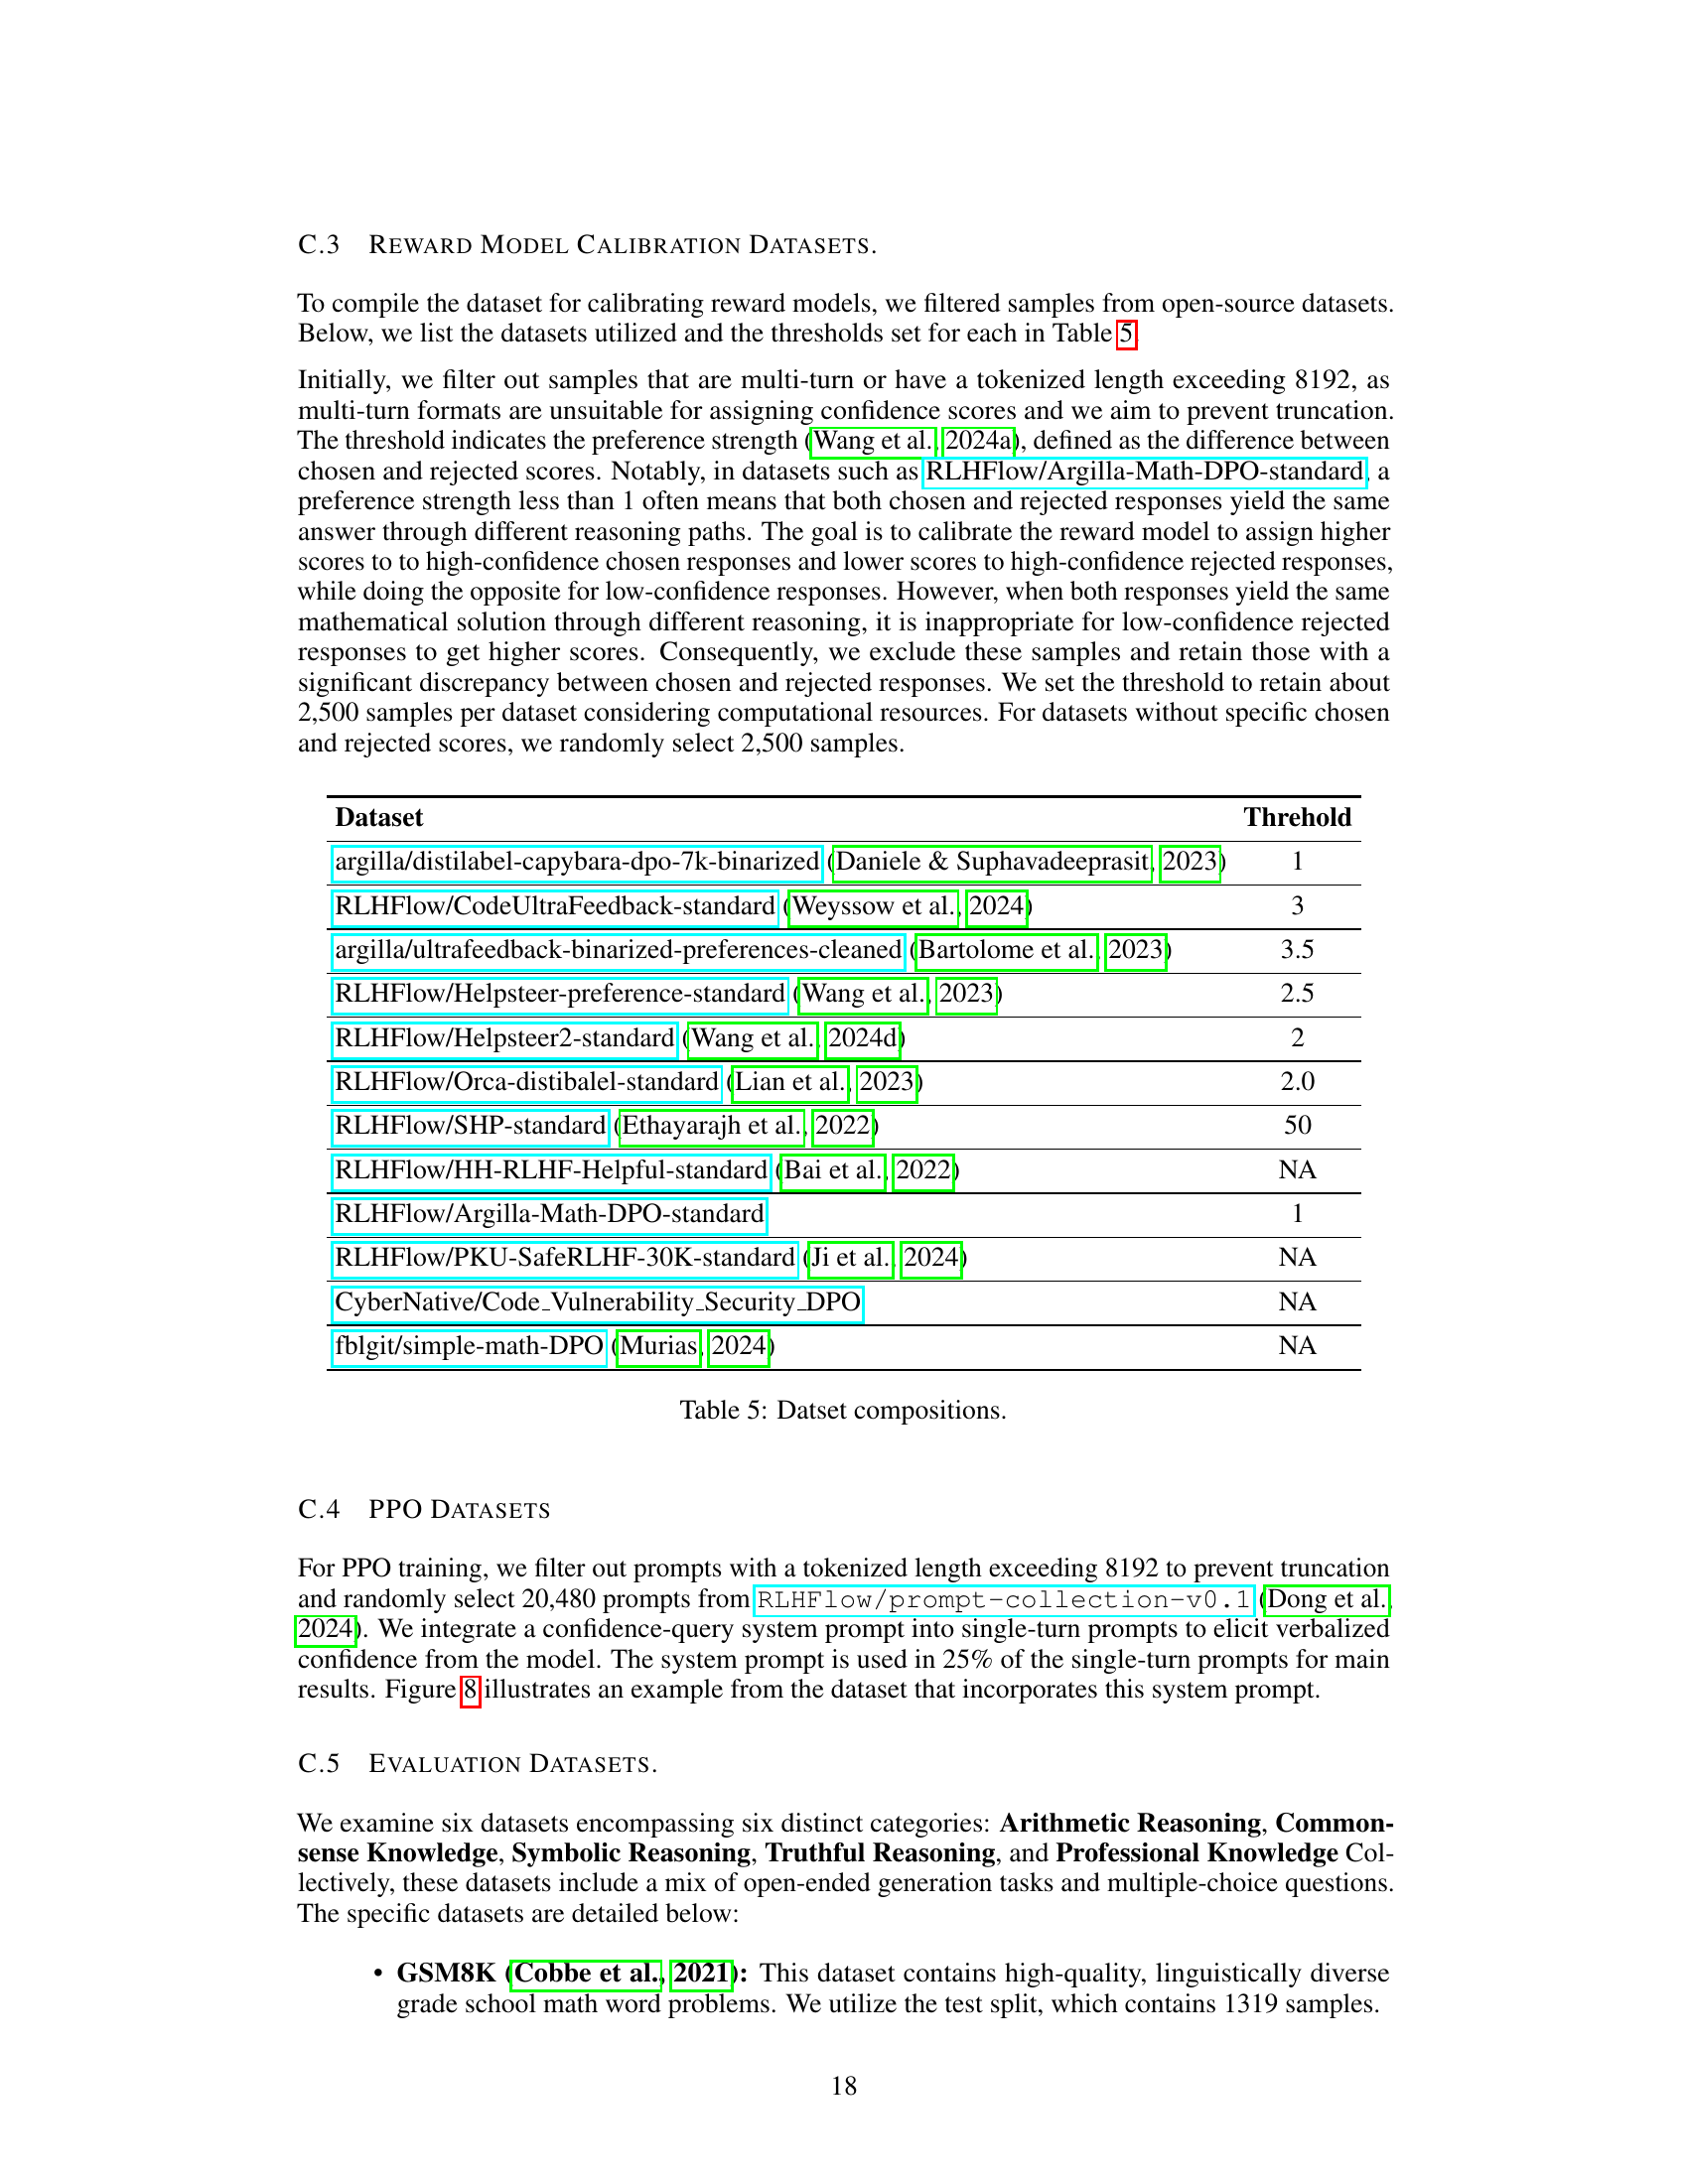 C.3 REWARD MODEL CALIBRATION DATASETS.
To compile the dataset for calibrating reward models, we filtered samples from open-source datasets.
Below, we list the datasets utilized and the thresholds set for each in Table 5.
Initially, we filter out samples that are multi-turn or have a tokenized length exceeding 8192, as
multi-turn formats are unsuitable for assigning confidence scores and we aim to prevent truncation.
The threshold indicates the preference strength (Wang et al., 2024a), defined as the difference between
chosen and rejected scores. Notably, in datasets such as RLHFlow/Argilla-Math-DPO-standard, a
preference strength less than 1 often means that both chosen and rejected responses yield the same
answer through different reasoning paths. The goal is to calibrate the reward model to assign higher
scores to to high-confidence chosen responses and lower scores to high-confidence rejected responses,
while doing the opposite for low-confidence responses. However, when both responses yield the same
mathematical solution through different reasoning, it is inappropriate for low-confidence rejected
responses to get higher scores. Consequently, we exclude these samples and retain those with a
significant discrepancy between chosen and rejected responses. We set the threshold to retain about
2,500 samples per dataset considering computational resources. For datasets without specific chosen
and rejected scores, we randomly select 2,500 samples.
Dataset Threhold
argilla/distilabel-capybara-dpo-7k-binarized (Daniele & Suphavadeeprasit, 2023) 1
RLHFlow/CodeUltraFeedback-standard (Weyssow et al., 2024) 3
argilla/ultrafeedback-binarized-preferences-cleaned (Bartolome et al., 2023) 3.5
RLHFlow/Helpsteer-preference-standard (Wang et al., 2023) 2.5
RLHFlow/Helpsteer2-standard (Wang et al., 2024d) 2
RLHFlow/Orca-distibalel-standard (Lian et al., 2023) 2.0
RLHFlow/SHP-standard (Ethayarajh et al., 2022) 50
RLHFlow/HH-RLHF-Helpful-standard (Bai et al., 2022) NA
RLHFlow/Argilla-Math-DPO-standard 1
RLHFlow/PKU-SafeRLHF-30K-standard (Ji et al., 2024) NA
CyberNative/Code_Vulnerability_Security_DPO NA
fblgit/simple-math-DPO (Murias, 2024) NA
Table 5: Datset compositions.
C.4 PPO DATASETS
For PPO training, we filter out prompts with a tokenized length exceeding 8192 to prevent truncation
and randomly select 20,480 prompts from RLHFlow/prompt-collection-v0.1 (Dong et al.,
2024). We integrate a confidence-query system prompt into single-turn prompts to elicit verbalized
confidence from the model. The system prompt is used in 25% of the single-turn prompts for main
results. Figure 8 illustrates an example from the dataset that incorporates this system prompt.
C.5 EVALUATION DATASETS.
We examine six datasets encompassing six distinct categories: Arithmetic Reasoning, Common-
sense Knowledge, Symbolic Reasoning, Truthful Reasoning, and Professional Knowledge Col-
lectively, these datasets include a mix of open-ended generation tasks and multiple-choice questions.
The specific datasets are detailed below:
• GSM8K (Cobbe et al., 2021): This dataset contains high-quality, linguistically diverse
grade school math word problems. We utilize the test split, which contains 1319 samples.
18